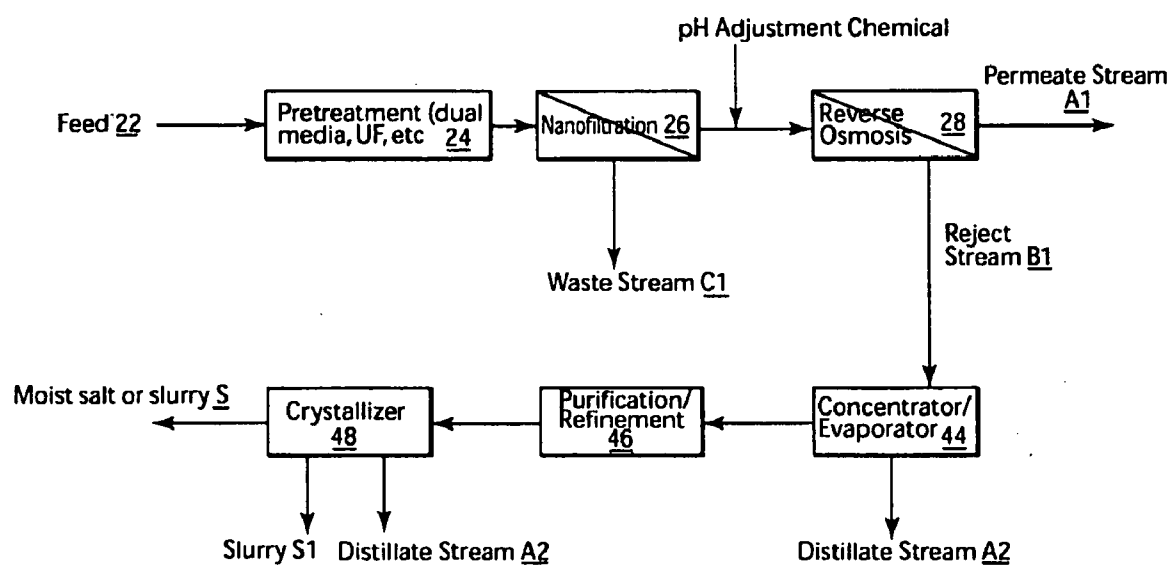 pH Adjustment Chemical
Permeate Stream
A1
Feed 22
Pretreatment (dual
media, UF, etc 24
Nanofiltration 26
Reverse
Osmosis 28
Reject
Stream B1
Waste Stream C1
Moist salt or slurry S
Crystallizer
48
Purification/
Refinement
46
Concentrator/
Evaporator 44
Slurry S1
Distillate Stream A2
Distillate Stream A2